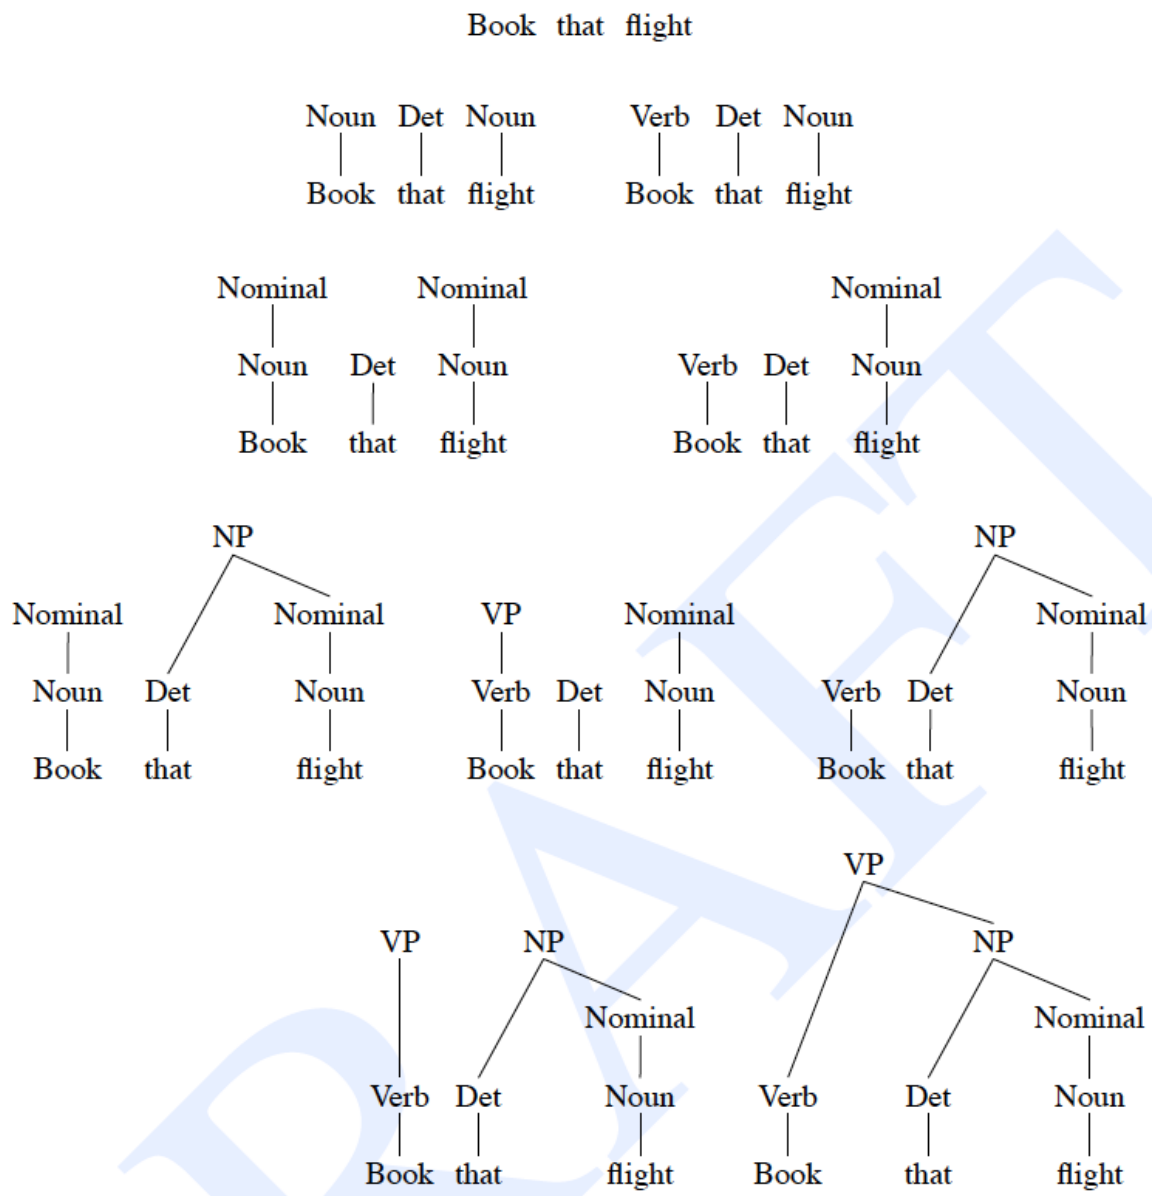 Book that flight
Noun Det Noun Verb Det Noun
Book that flight Book that flight
Nominal Nominal Nominal
Noun Det Noun Verb Det Noun
Book that flight Book that flight
NP NP
Nominal Nominal VP Nominal Nominal
Noun Det Noun Verb Det Noun Verb Det Noun
Book that flight Book that flight Book that flight
VP
VP NP NP
Nominal Nominal
Verb Det Noun Verb Det Noun
Book that flight Book that flight
RAFT